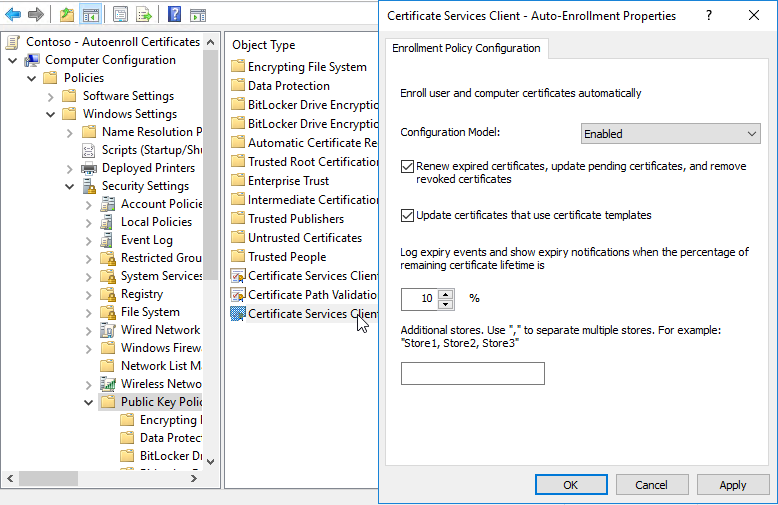 Contoso - Autoenroll Certificates
Computer Configuration
Policies
Software Settings
Windows Settings
Name Resolution P
Scripts (Startup/Shu
Deployed Printers
Security Settings
Account Policie
Local Policies
Event Log
Restricted Grou
System Services
Registry
File System
Wired Network
Windows Firew
Network List M
Wireless Netwo
Public Key Polic
Encrypting
Data Protec
BitLocker Dr
Object Type
Encrypting File System
Data Protection
BitLocker Drive Encryptio
BitLocker Drive Encryptio
Automatic Certificate Re
Trusted Root Certification
Enterprise Trust
Intermediate Certification
Trusted Publishers
Untrusted Certificates
Trusted People
Certificate Services Client
Certificate Path Validatio
Certificate Services Client
Certificate Services Client - Auto-Enrollment Properties
Enrollment Policy Configuration
Enroll user and computer certificates automatically
Configuration Model:
Enabled
Renew expired certificates, update pending certificates, and remove
revoked certificates
Update certificates that use certificate templates
Log expiry events and show expiry notifications when the percentage of
remaining certificate lifetime is
10 %
Additional stores. Use "," to separate multiple stores. For example:
"Store1, Store2, Store3"
OK
Cancel
Apply